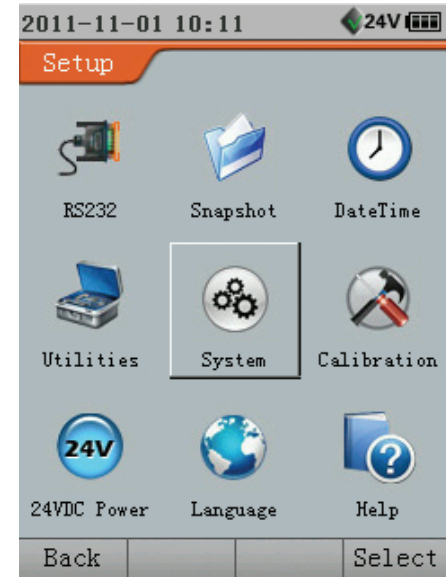 2011-11-01 10:11 24V
Setup
RS232 Snapshot DateTime
Utilities System Calibration
24V
24VDC Power Language Help
Back Select